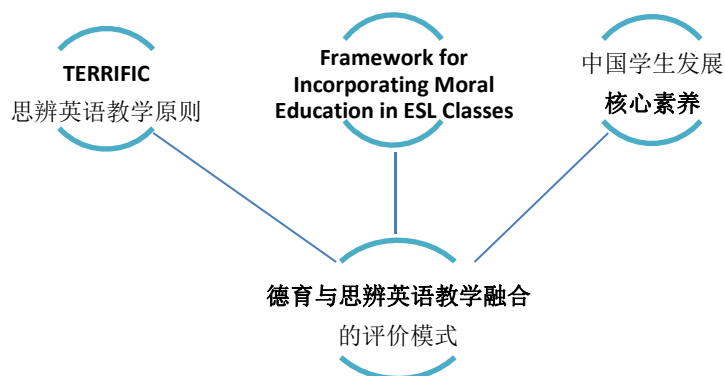 TERRIFIC
思辨英语教学原则
Framework for
Incorporating Moral
Education in ESL Classes
中国学生发展
核心素养
德育与思辨英语教学融合
的评价模式